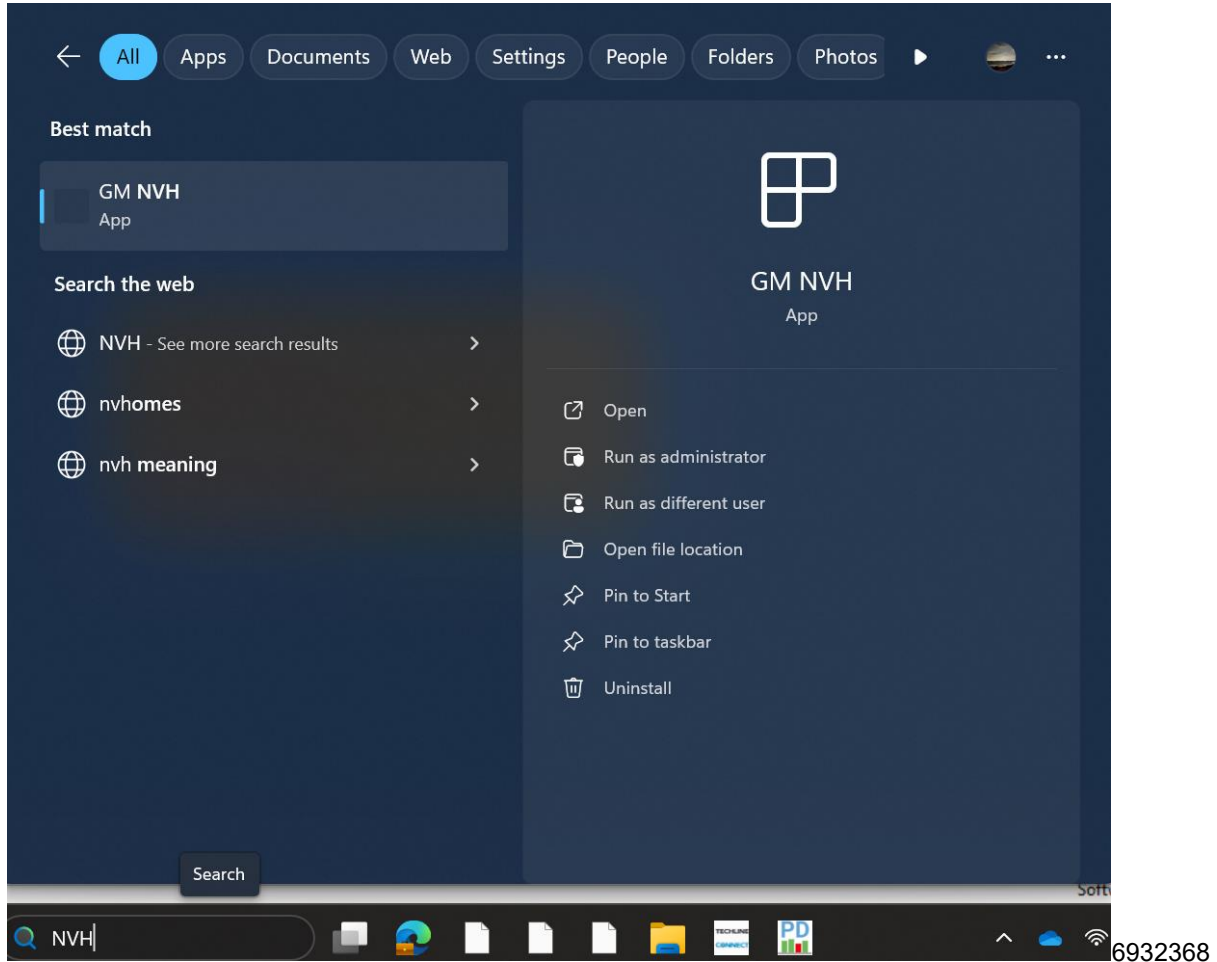 All Apps Documents Web Settings People Folders Photos
Best match
GM NVH
App
Search the web
NVH - See more search results
nvhomes
nvh meaning
GM NVH
App
Open
Run as administrator
Run as different user
Open file location
Pin to Start
Pin to taskbar
Uninstall
Search
Soft
NVH
TECHLINE
CONNECT
PD
6932368